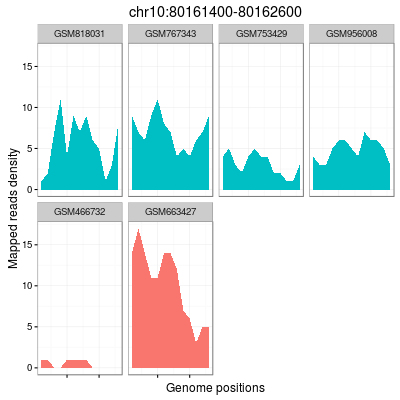 chr10:80161400-80162600
GSM818031 GSM767343 GSM753429 GSM956008
15
10
5
0
Mapped reads density
GSM466732 GSM663427
15
10
5
0
Genome positions